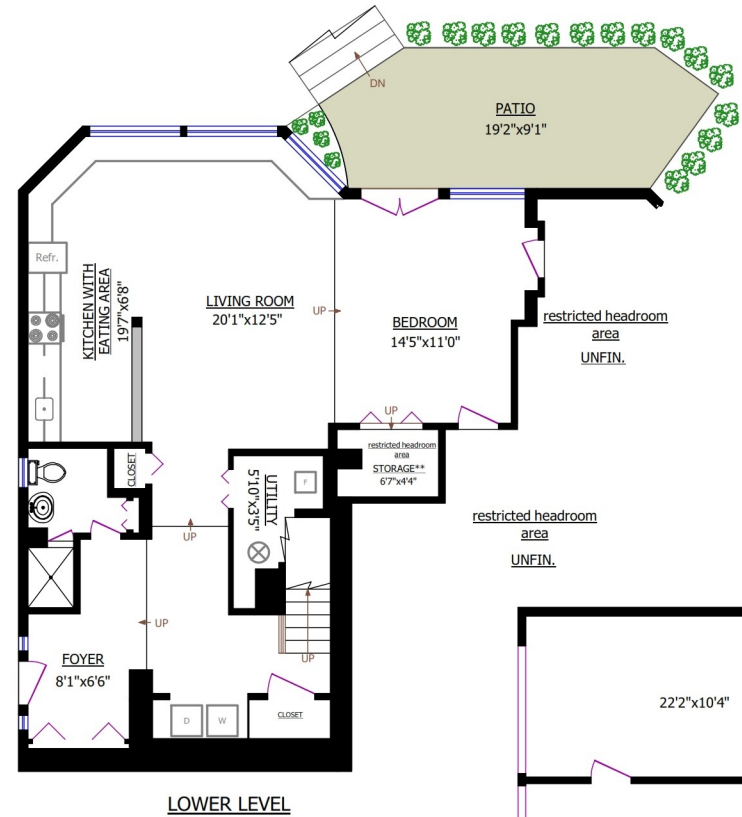 DN
PATIO
19'2"x9'1"
Refr.
KITCHEN WITH
EATING AREA
19'7"x6'8"
LIVING ROOM
20'1"x12'5"
UP
BEDROOM
14'5"x11'0"
restricted headroom
area
UNFIN.
UP
restricted headroom
area
STORAGE**
6'7"x4'4"
CLOSET
UTILITY
5'10"x3'5"
F
UP
restricted headroom
area
UNFIN.
UP
FOYER
8'1"x6'6"
UP
D
W
CLOSET
22'2"x10'4"
LOWER LEVEL